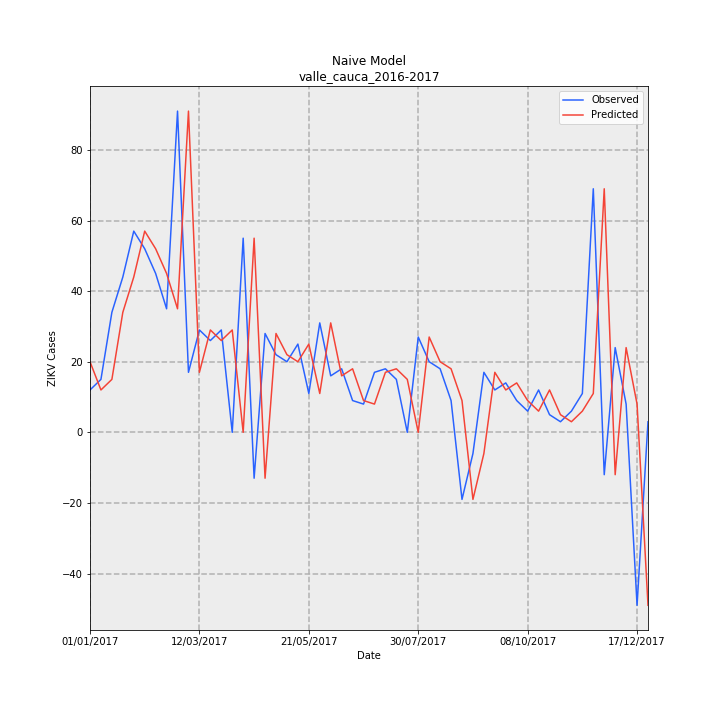 Naive Model
valle_cauca_2016-2017
Observed
Predicted
80
60
40
20
0
−20
−40
ZIKV Cases
01/01/2017 12/03/2017 21/05/2017 30/07/2017 08/10/2017 17/12/2017
Date